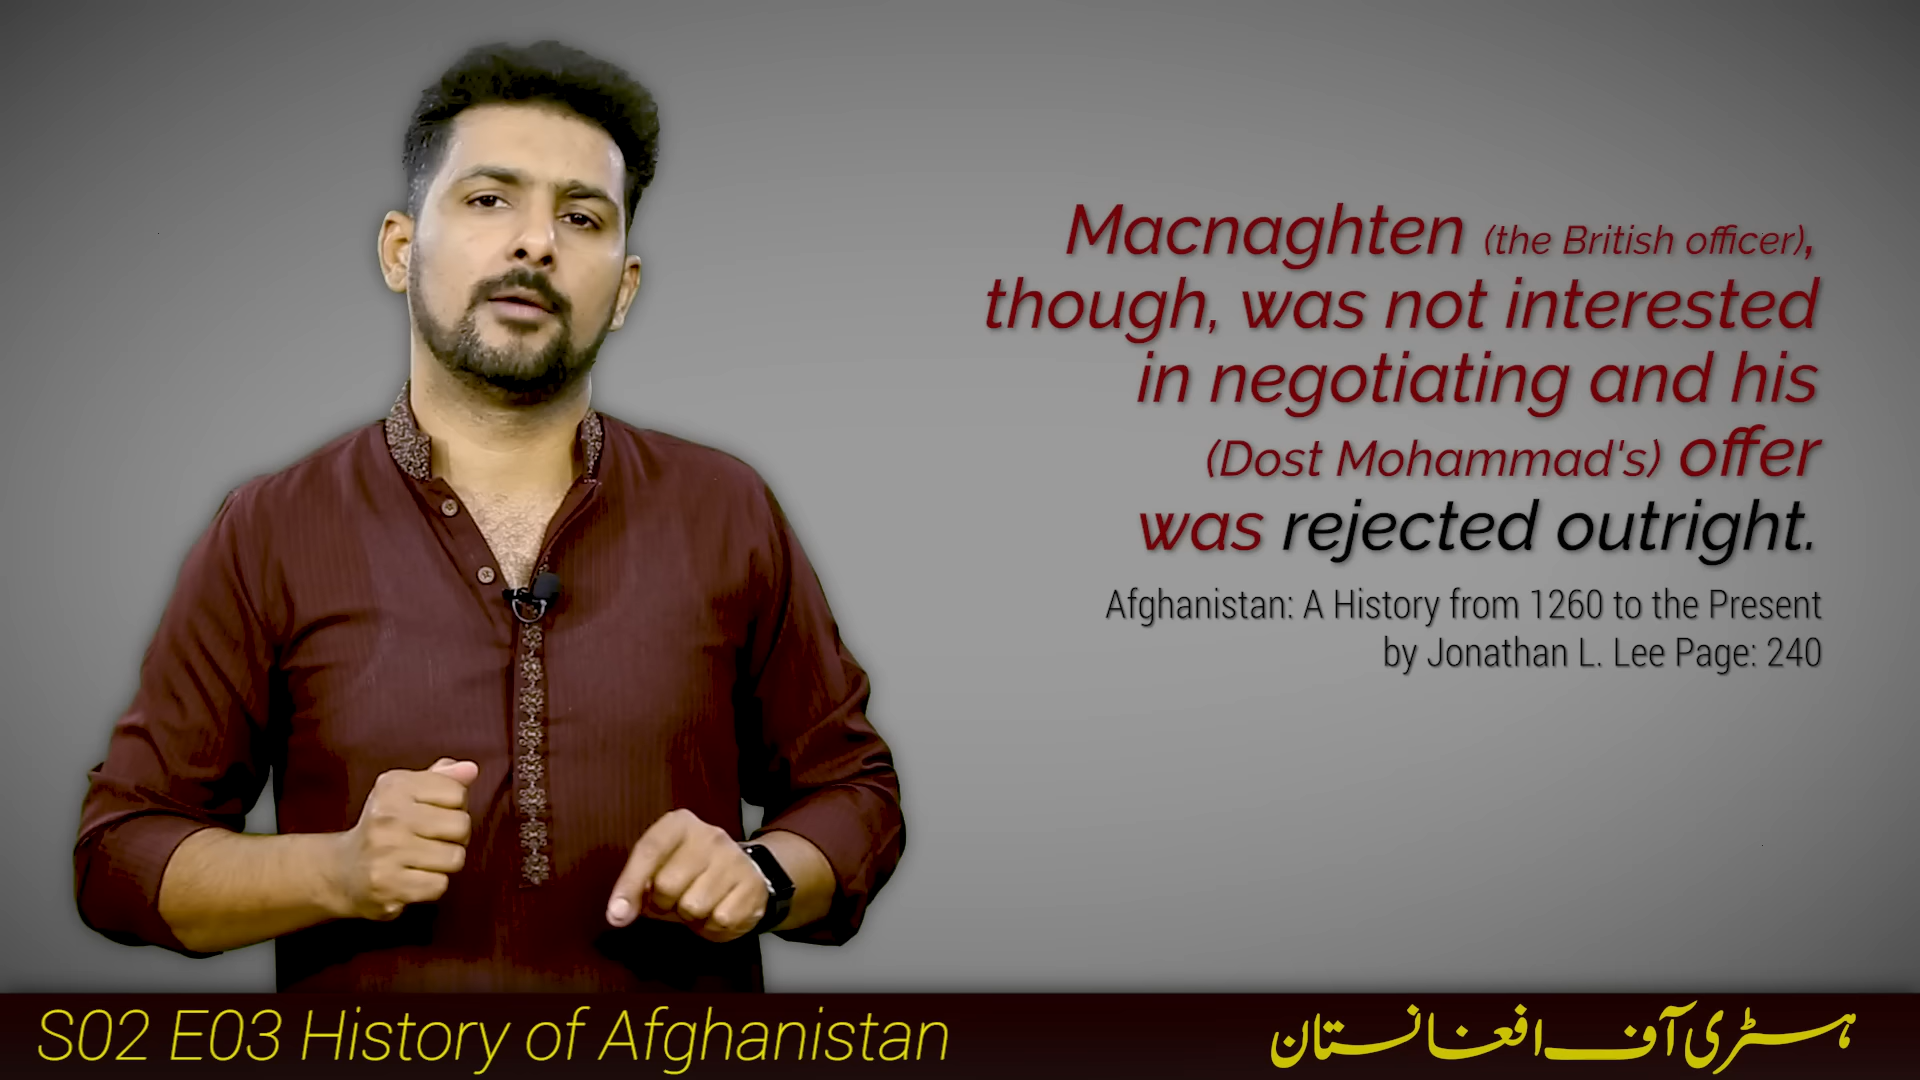 Macnaghten (the British officer),
though, was not interested
in negotiating and his
(Dost Mohammad's) offer
was rejected outright.
Afghanistan: A History from 1260 to the Present
by Jonathan L. Lee Page: 240
S02 E03 History of Afghanistan
ہسٹری آف افغانستان